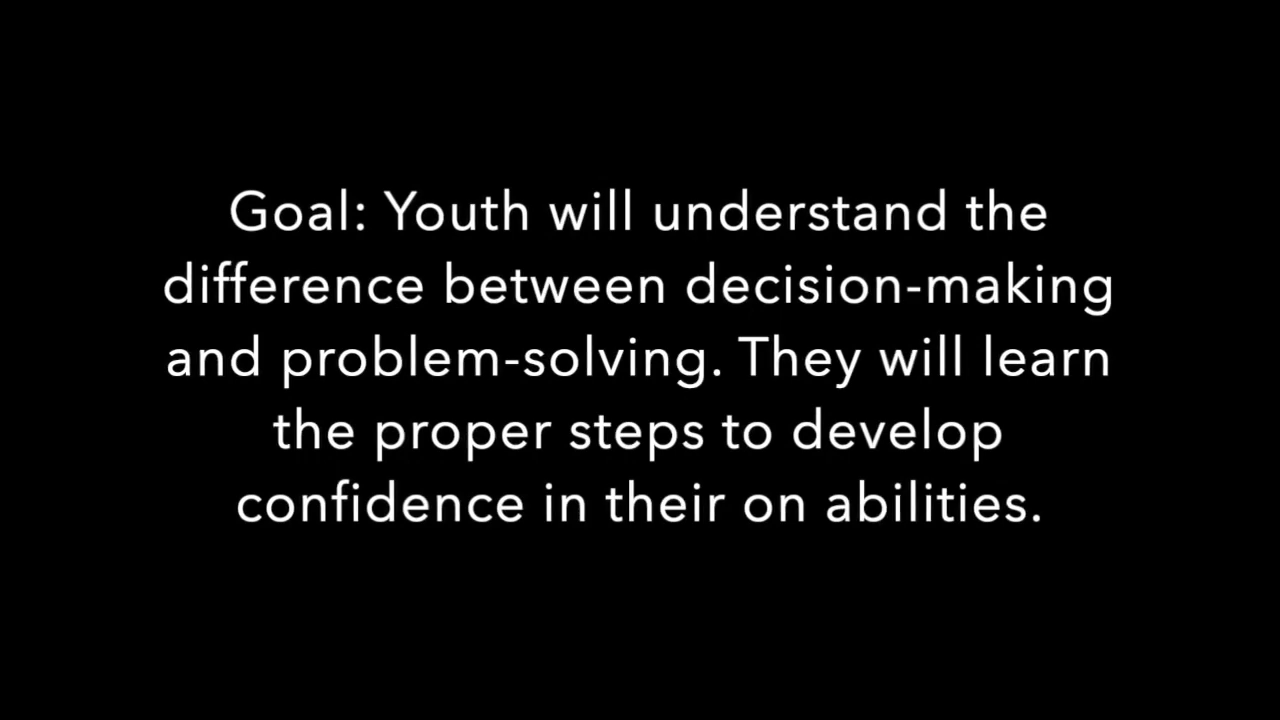 Goal: Youth will understand the
difference between decision-making
and problem-solving. They will learn
the proper steps to develop
confidence in their on abilities.